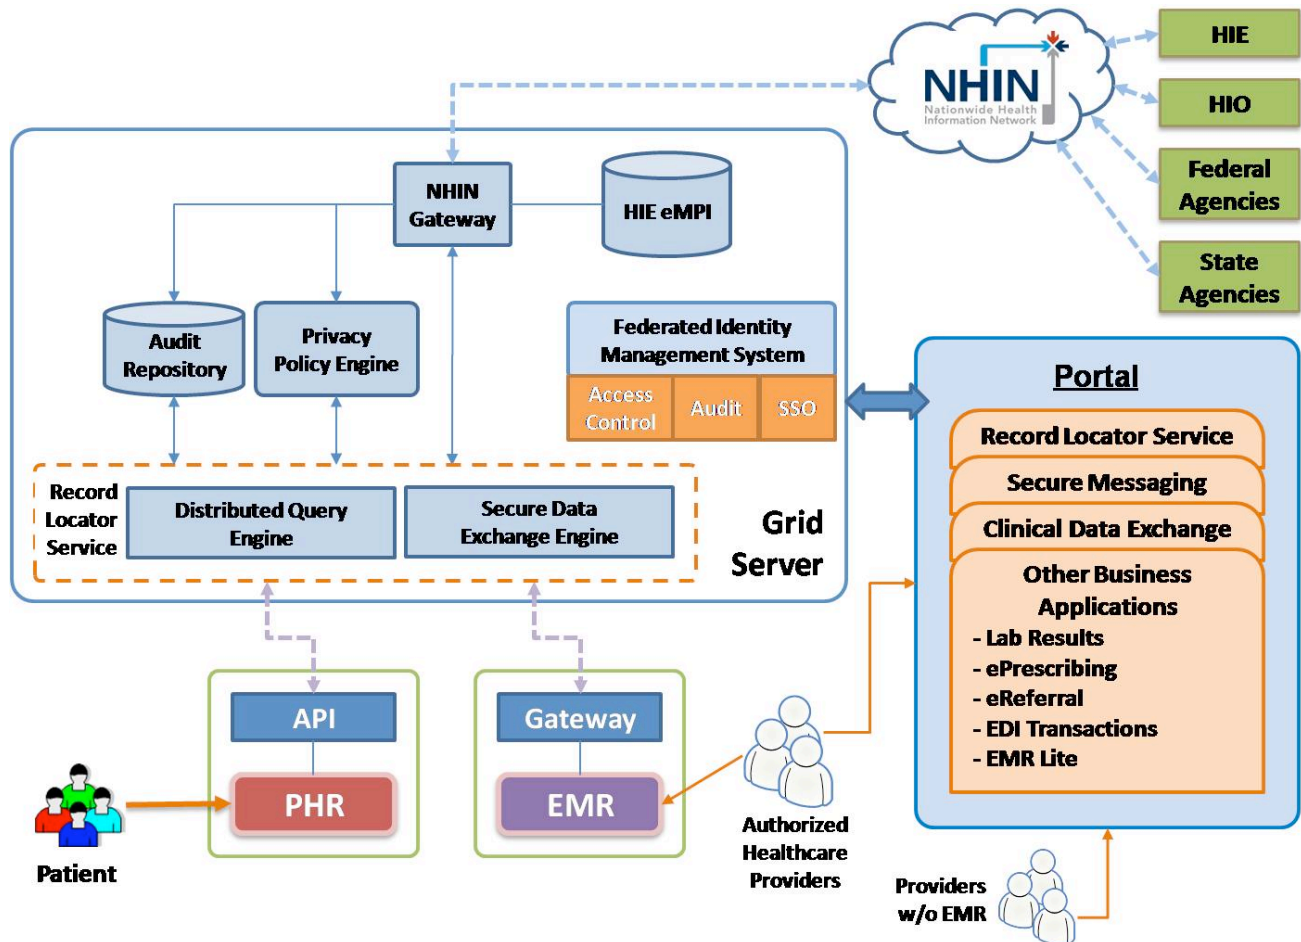 NHIN
Nationwide Health
Information Network
HIE
HIO
Federal
Agencies
State
Agencies
NHIN
Gateway
HIE eMPI
Audit
Repository
Privacy
Policy Engine
Federated Identity
Management System
Access
Control
Audit
SSO
Record
Locator
Service
Distributed Query
Engine
Secure Data
Exchange Engine
Grid
Server
Portal
Record Locator Service
Secure Messaging
Clinical Data Exchange
Other Business
Applications
- Lab Results
- ePrescribing
- eReferral
- EDI Transactions
- EMR Lite
API
PHR
Gateway
EMR
Patient
Authorized
Healthcare
Providers
Providers
w/o EMR